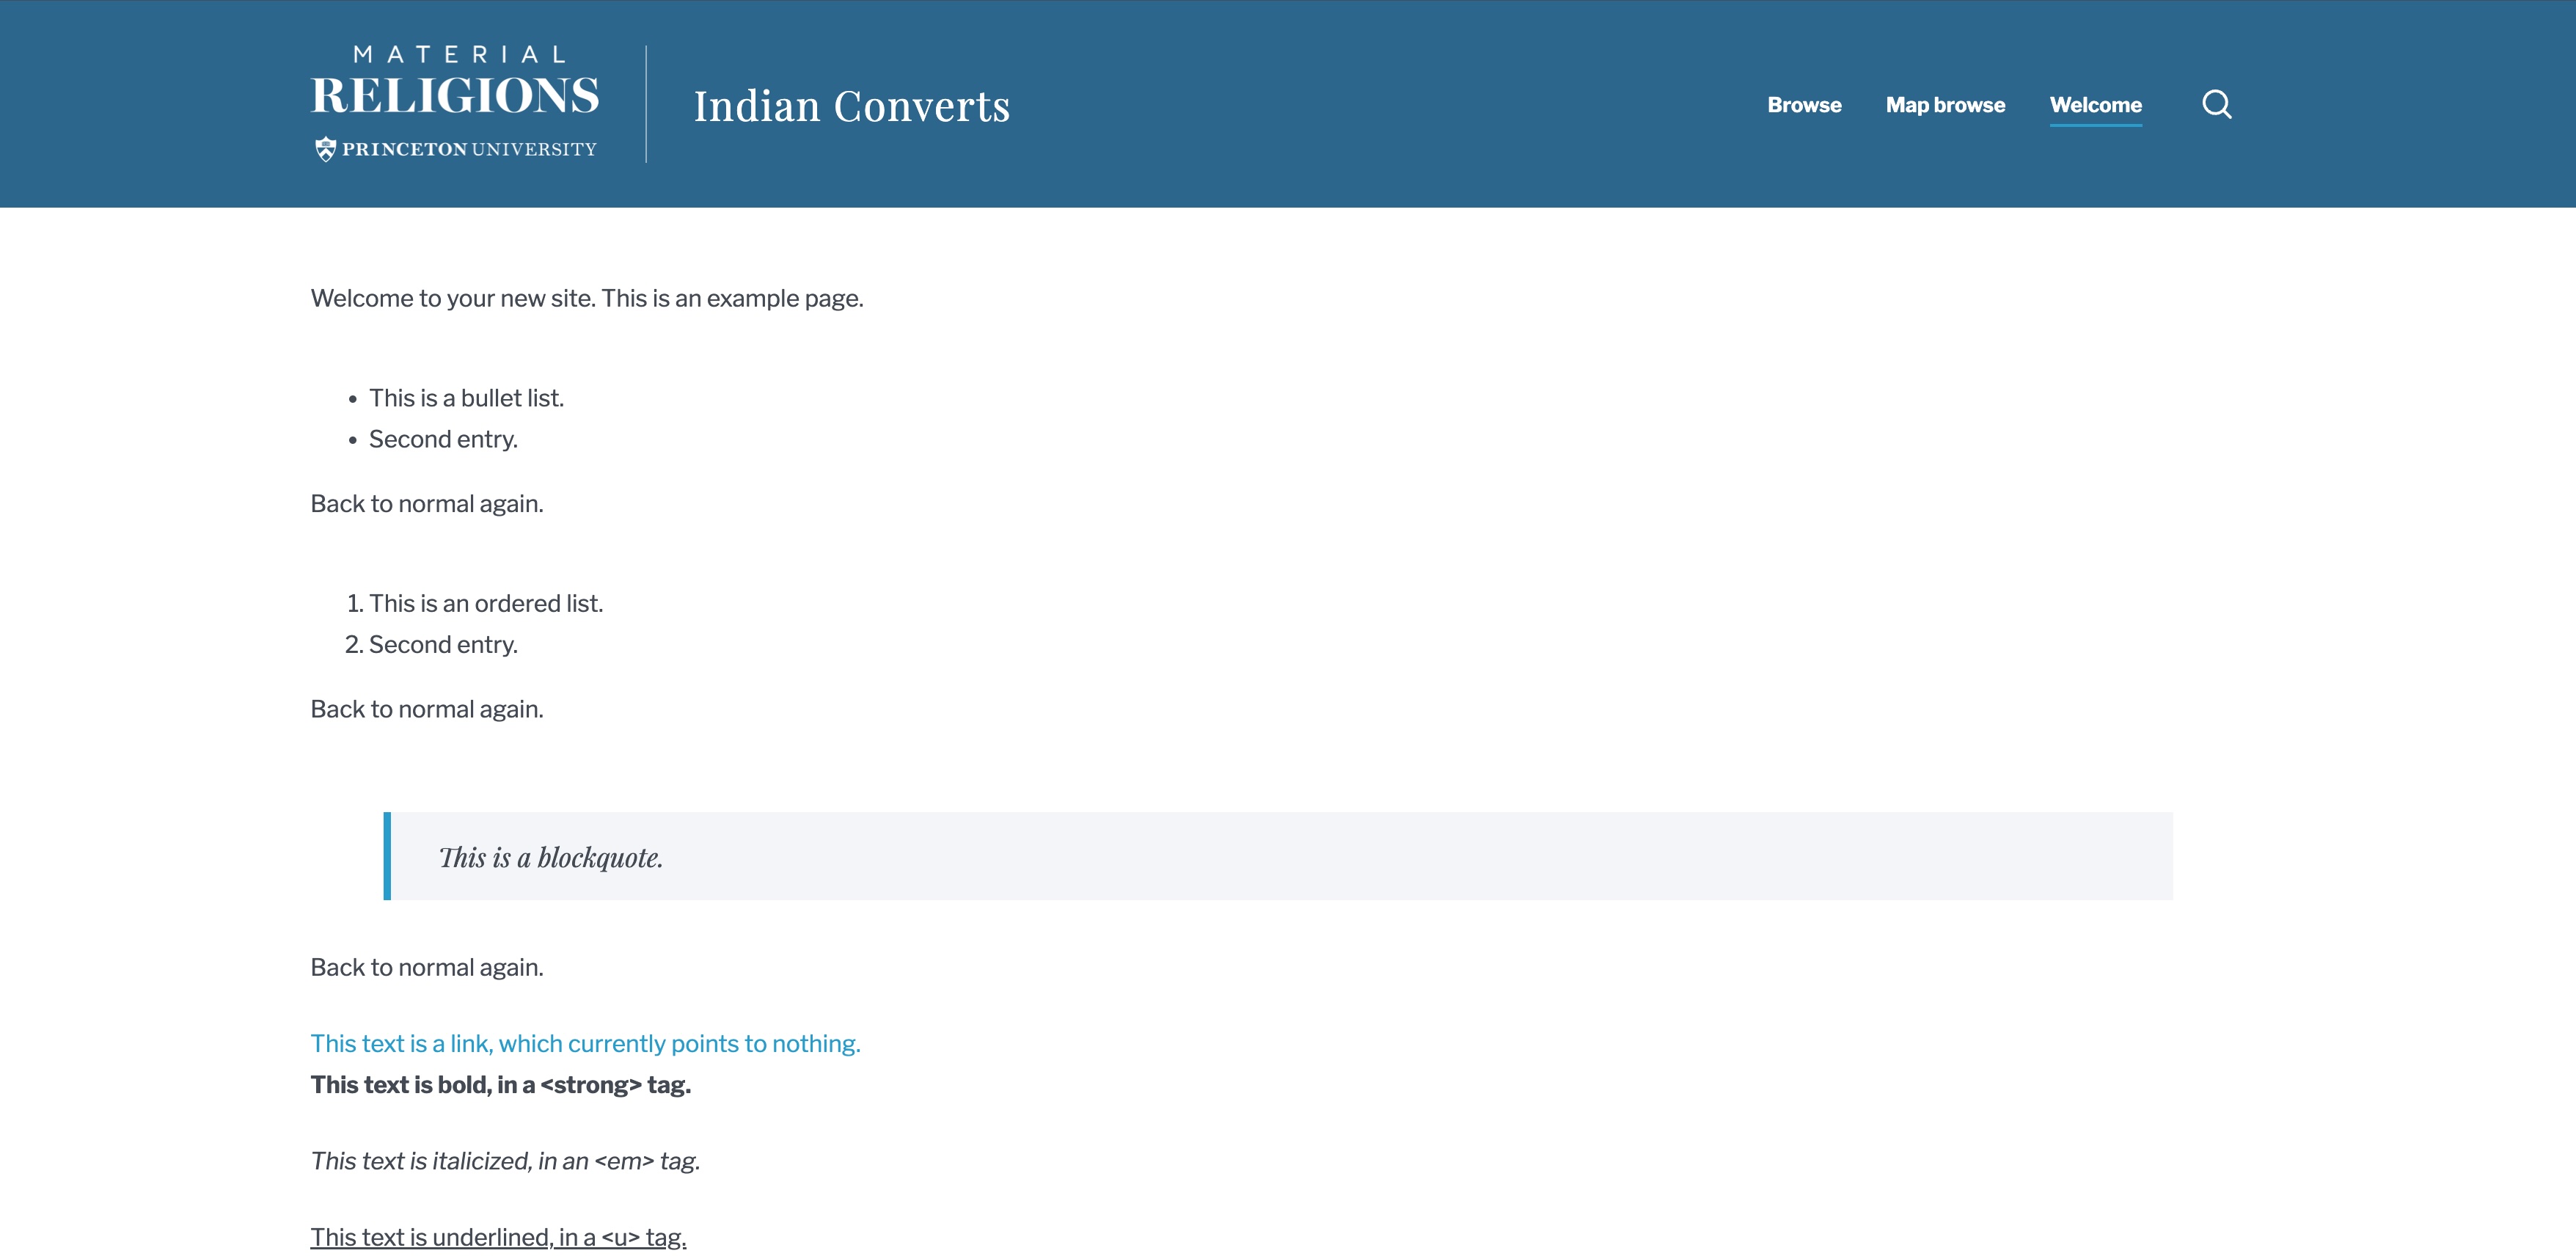 MATERIAL
RELIGIONS
PRINCETON UNIVERSITY
Indian Converts
Browse
Map browse
Welcome
Welcome to your new site. This is an example page.
• This is a bullet list.
• Second entry.
Back to normal again.
1. This is an ordered list.
2. Second entry.
Back to normal again.
This is a blockquote.
Back to normal again.
This text is a link, which currently points to nothing.
This text is bold, in a <strong> tag.
This text is italicized, in an <em> tag.
This text is underlined, in a <u> tag.